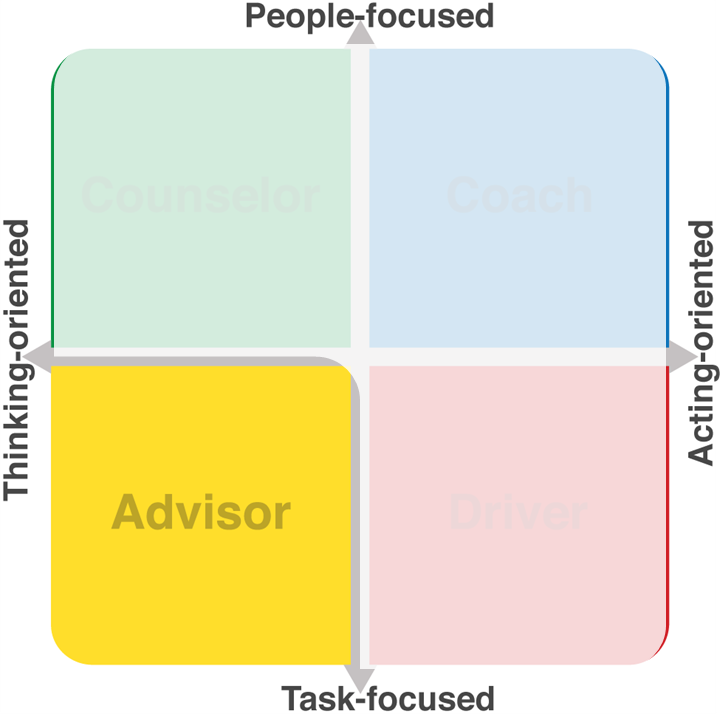 People-focused
Counselor
Coach
Thinking-oriented
Acting-oriented
Advisor
Driver
Task-focused